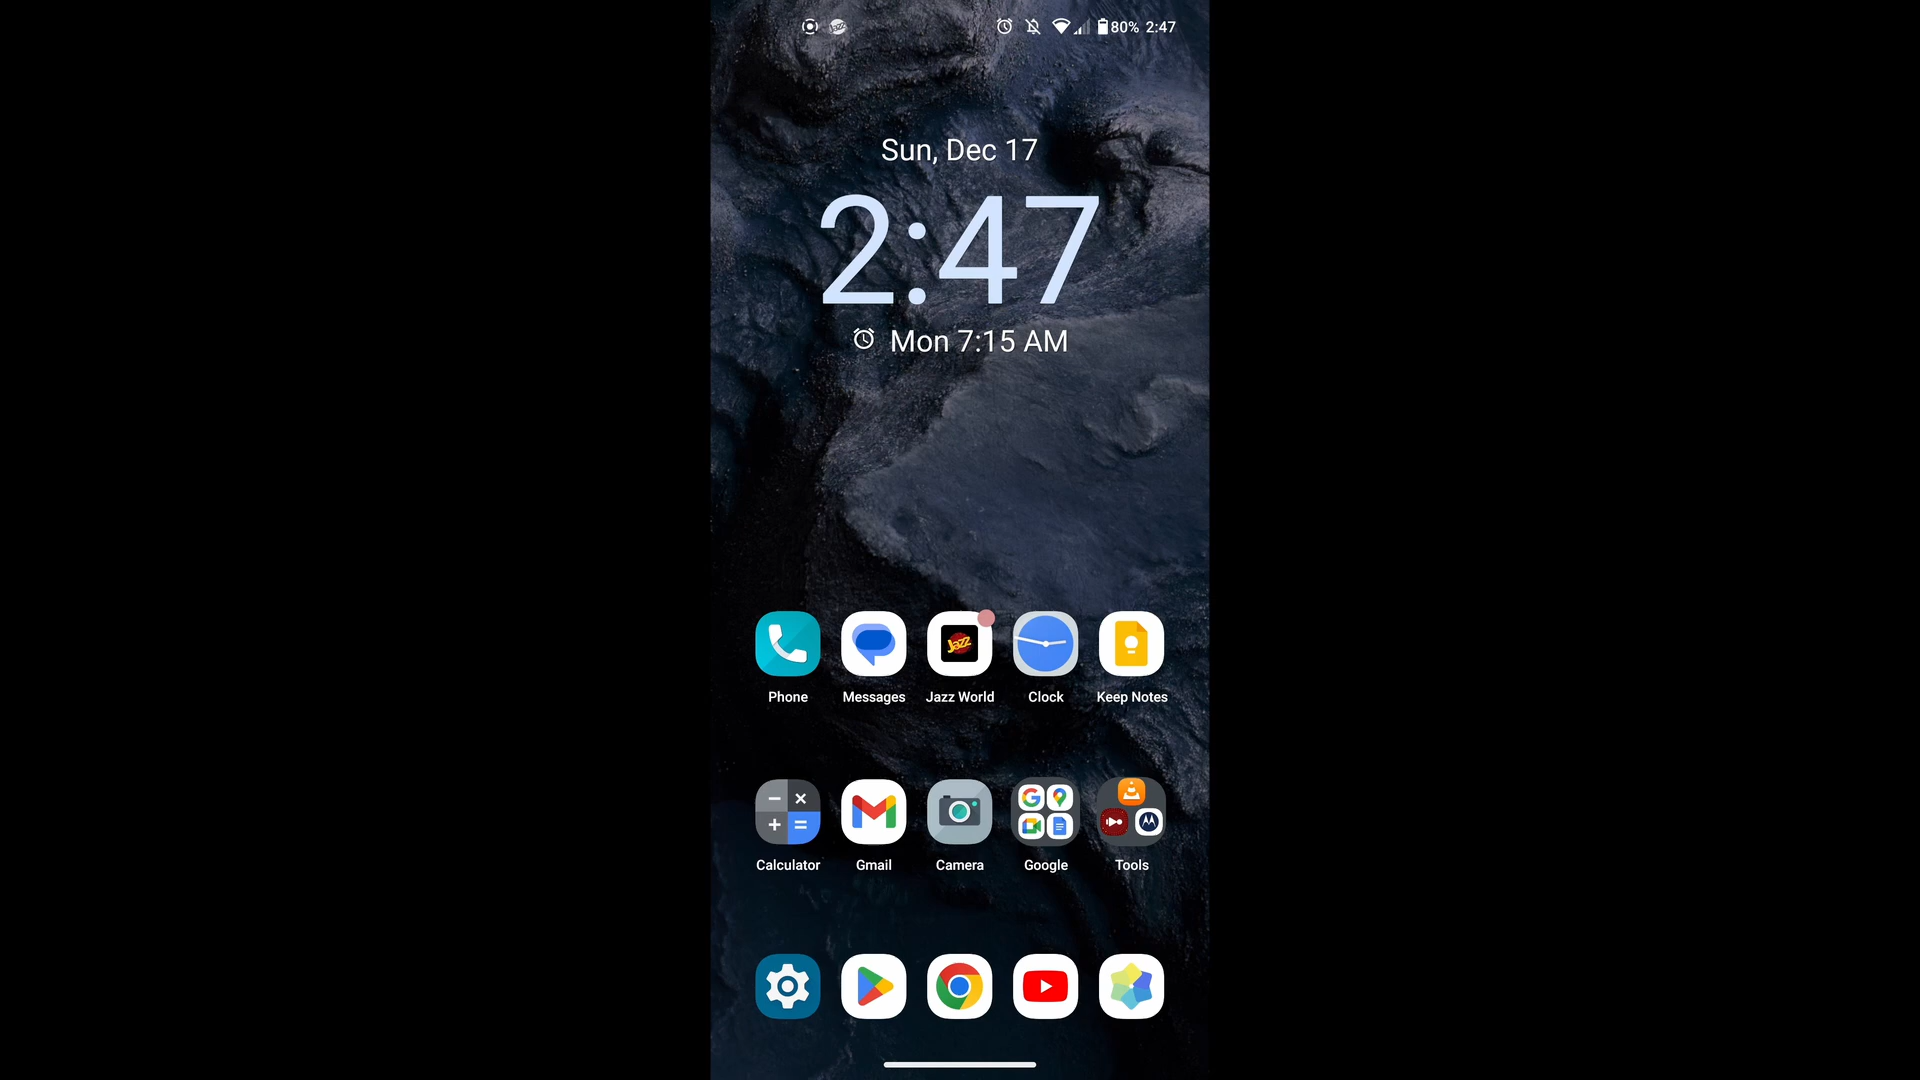 80% 2:47
Sun, Dec 17
2:47
Mon 7:15 AM
Jazz
Phone Messages Jazz World Clock Keep Notes
Calculator Gmail Camera Google Tools